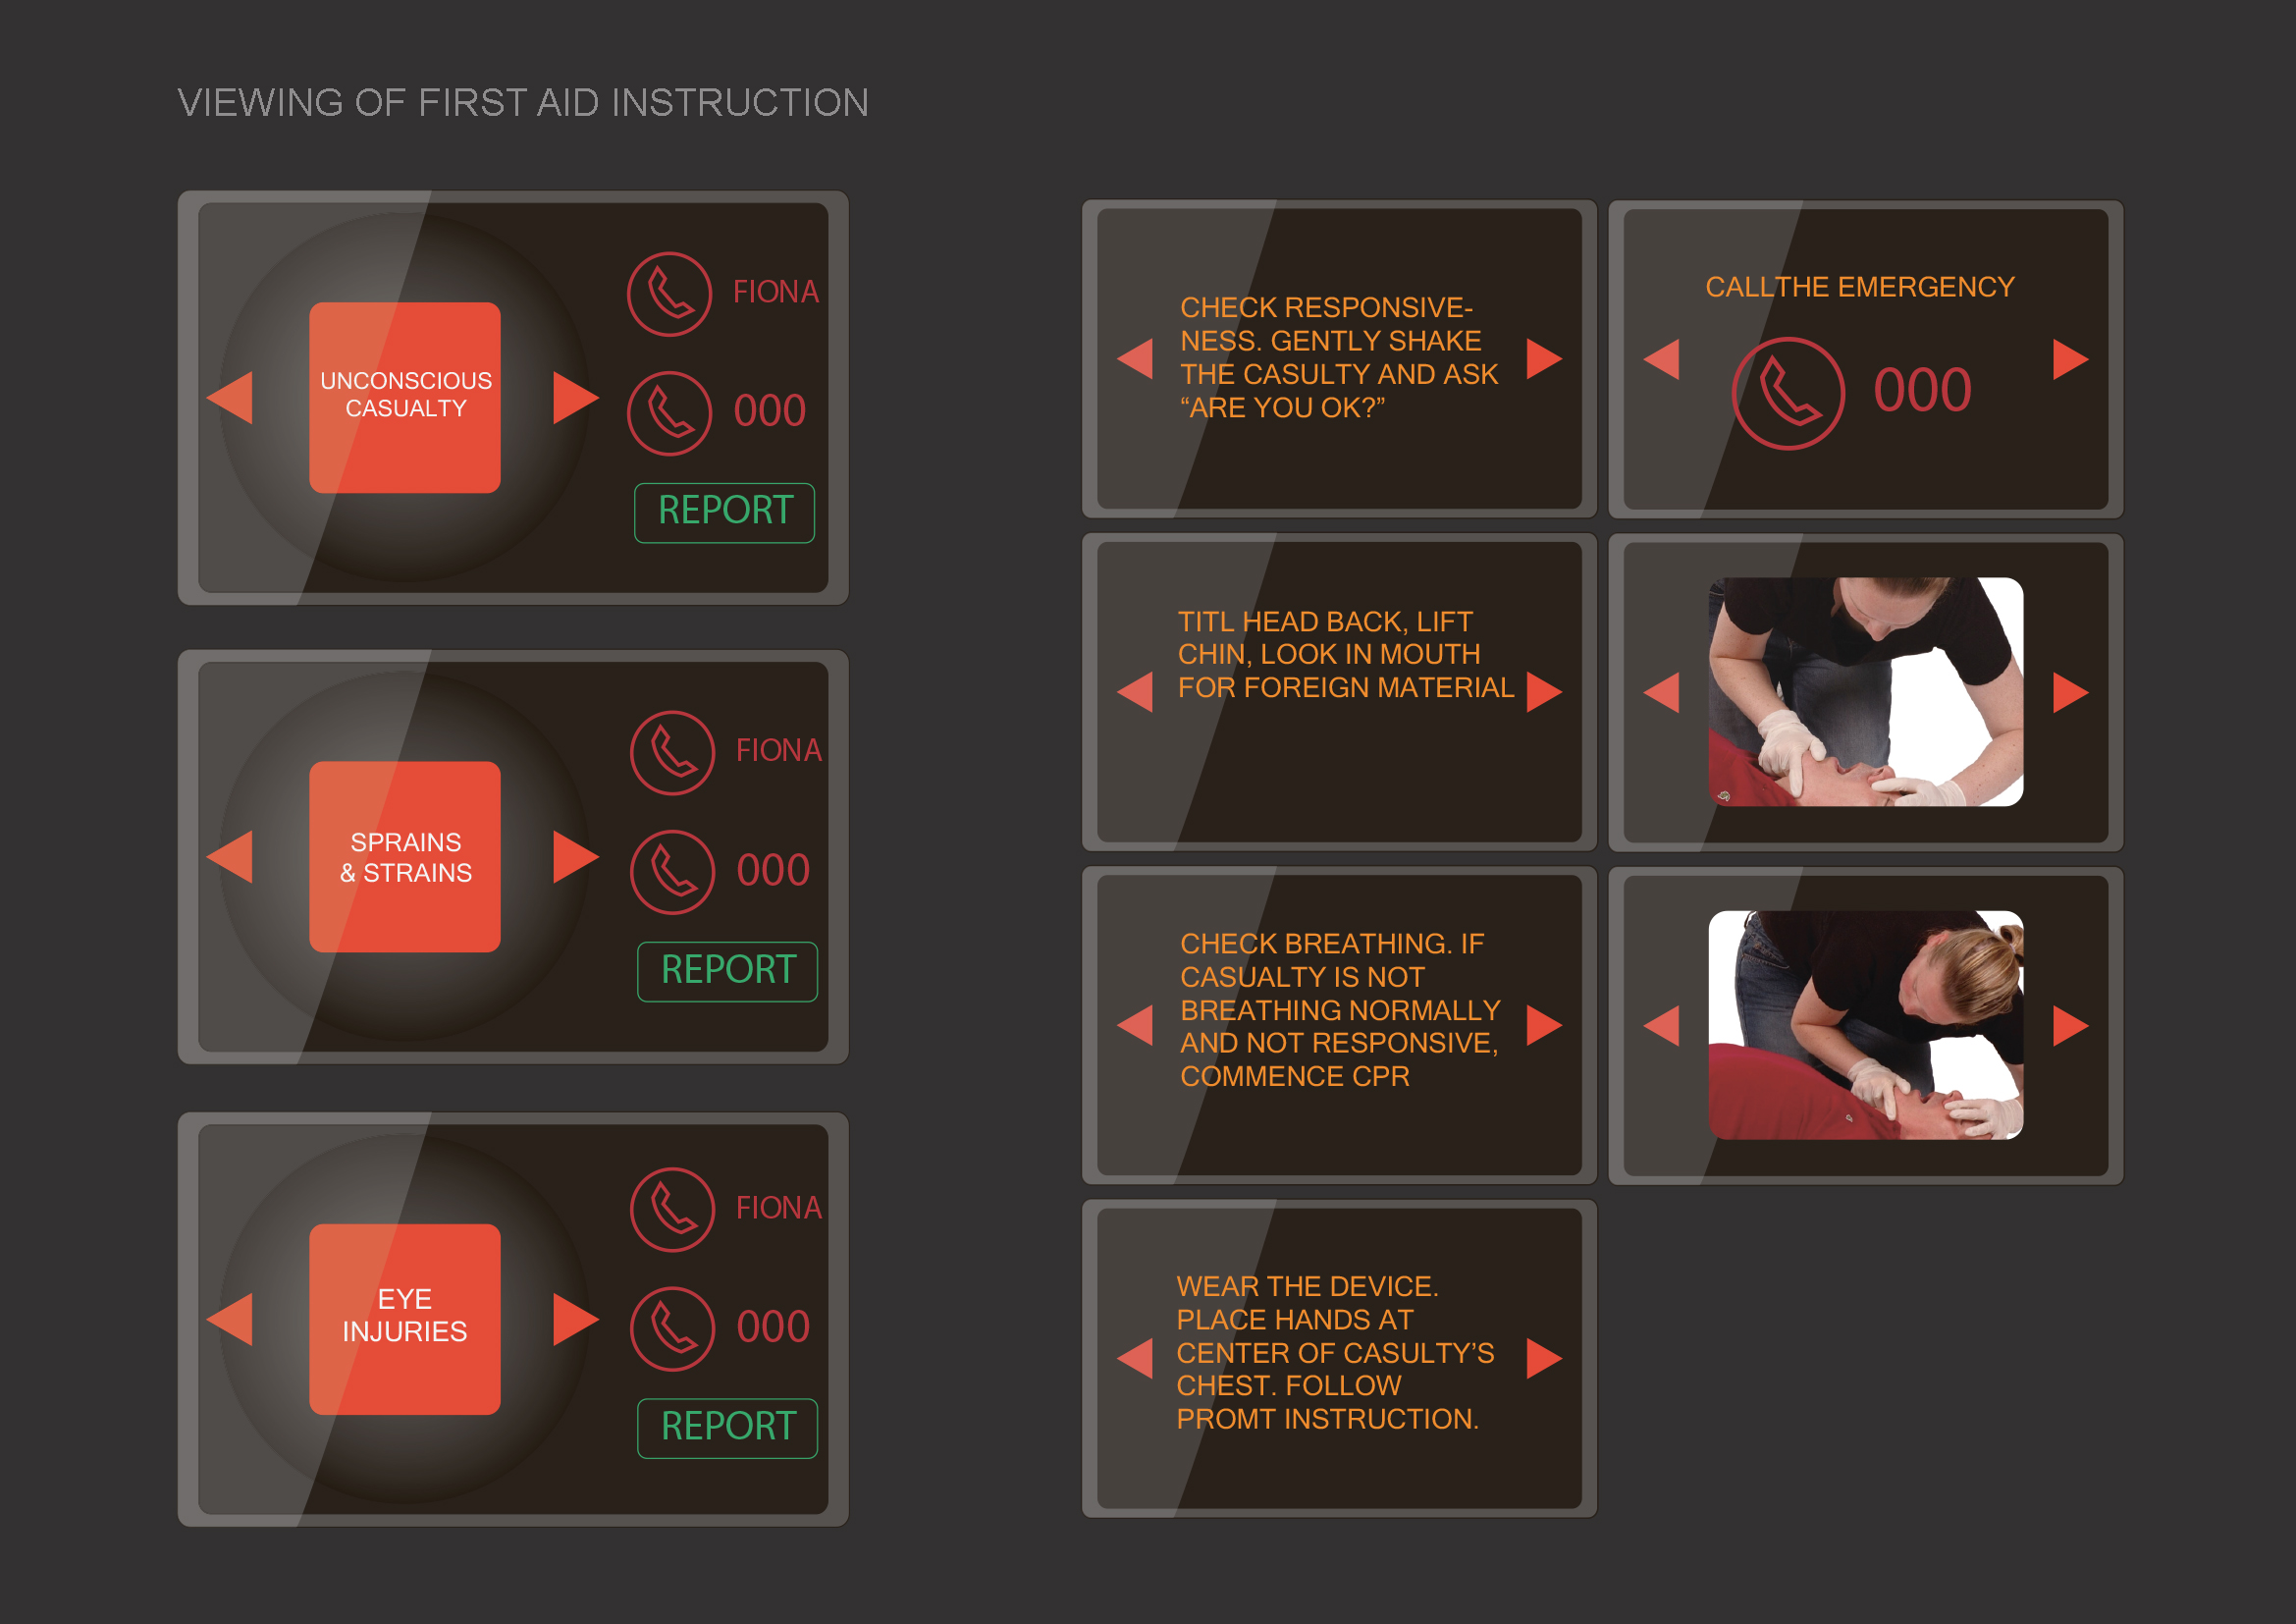 VIEWING OF FIRST AID INSTRUCTION
UNCONSCIOUS
CASUALTY
FIONA
000
REPORT
SPRAINS
& STRAINS
FIONA
000
REPORT
EYE
INJURIES
FIONA
000
REPORT
CHECK RESPONSIVE-
NESS. GENTLY SHAKE
THE CASULTY AND ASK
“ARE YOU OK?”
CALLTHE EMERGENCY
000
TITL HEAD BACK, LIFT
CHIN, LOOK IN MOUTH
FOR FOREIGN MATERIAL
CHECK BREATHING. IF
CASUALTY IS NOT
BREATHING NORMALLY
AND NOT RESPONSIVE,
COMMENCE CPR
WEAR THE DEVICE.
PLACE HANDS AT
CENTER OF CASULTY’S
CHEST. FOLLOW
PROMT INSTRUCTION.